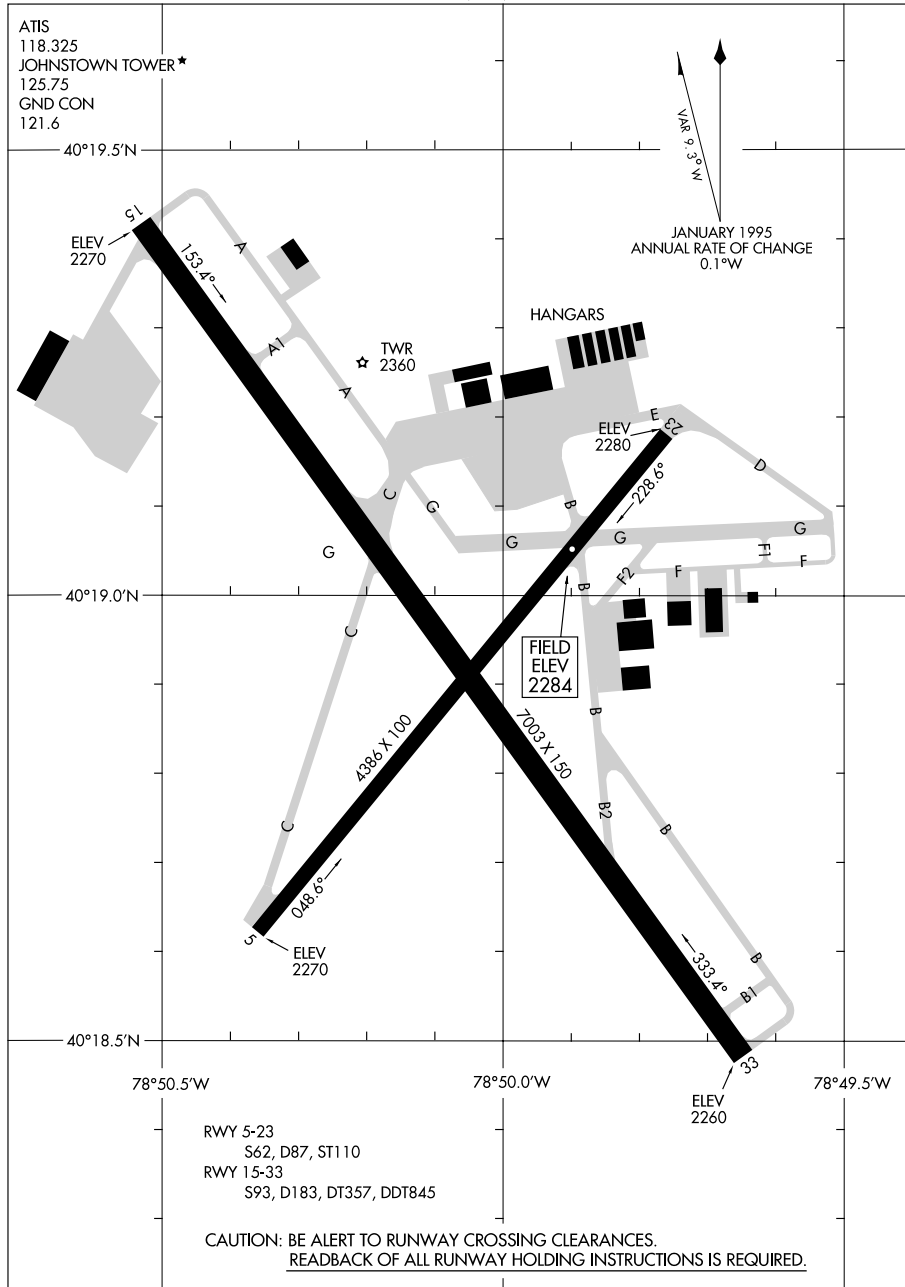 ATIS
118.325
JOHNSTOWN TOWER
125.75
GND CON
121.6
40°19.5'N
VAR 9.3° W
JANUARY 1995
ANNUAL RATE OF CHANGE
0.1°W
15
ELEV
2270
153.4°
A
A1
A
TWR
2360
HANGARS
E
23
ELEV
2280
228.6°
D
C
G
B
G
G
G
G
F1
F
F
F2
B
40°19.0'N
C
FIELD
ELEV
2284
B
4386 X 100
7003 X 150
C
B2
B
048.6°
5
ELEV
2270
333.4°
B
B1
33
40°18.5'N
78°50.5'W
78°50.0'W
78°49.5'W
ELEV
2260
RWY 5-23
S62, D87, ST110
RWY 15-33
S93, D183, DT357, DDT845
CAUTION: BE ALERT TO RUNWAY CROSSING CLEARANCES.
READBACK OF ALL RUNWAY HOLDING INSTRUCTIONS IS REQUIRED.